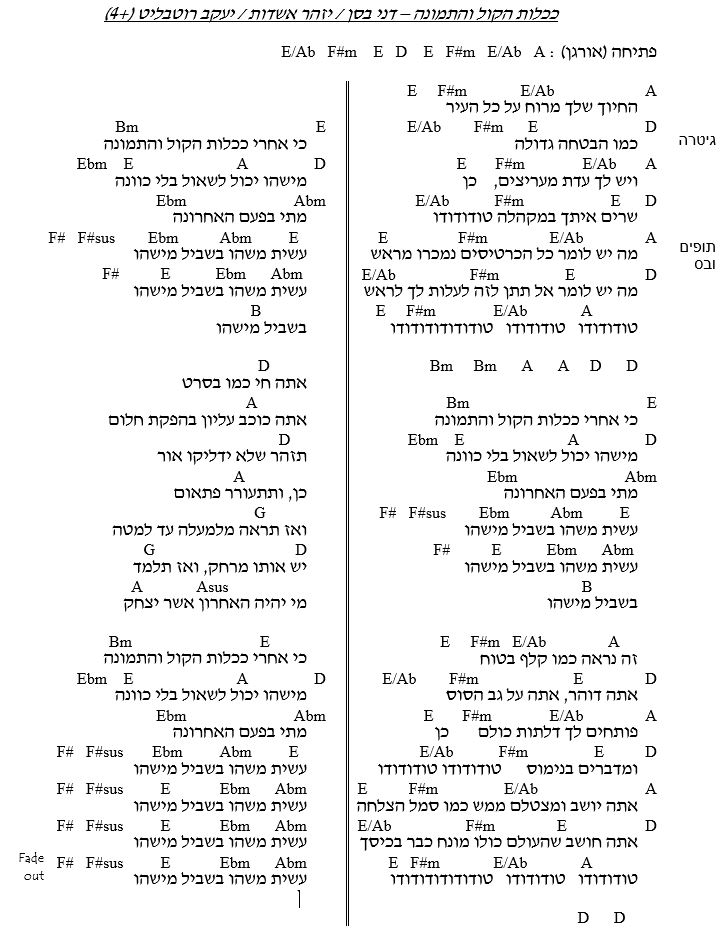 ככלות הקול והתמונה – דני בסן / יזהר אשדות / יעקב רוטבליט (+4)
פתיחה (אורגן) : E/Ab F#m E D E F#m E/Ab A
E F#m E/Ab A
החיוך שלך מרוח על כל העיר
גיטרה
E/Ab F#m E D
כמו הבטחה גדולה
E F#m E/Ab A
ויש לך עדת מעריצים, כן
E/Ab F#m E D
שרים איתך במקהלה טודודודו
תופים ובס
E F#m E/Ab A
מה יש לומר כל הכרטיסים נמכרו מראש
E/Ab F#m E D
מה יש לומר אל תתן לזה לעלות לך לראש
E F#m E/Ab A
טודודודו טודודודו טודודודודודודו
Bm Bm A A D D
Bm E
כי אחרי ככלות הקול והתמונה
Ebm E A D
מישהו יכול לשאול בלי כוונה
Ebm Abm
מתי בפעם האחרונה
F# F#sus Ebm Abm E
עשית משהו בשביל מישהו
F# E Ebm Abm
עשית משהו בשביל מישהו
B
בשביל מישהו
E F#m E/Ab A
זה נראה כמו קלף בטוח
E/Ab F#m E D
אתה דוהר, אתה על גב הסוס
E F#m E/Ab A
פותחים לך דלתות כולם כן
E/Ab F#m E D
ומדברים בנימוס טודודודו טודודודו
E F#m E/Ab A
אתה יושב ומצטלם ממש כמו סמל הצלחה
E/Ab F#m E D
אתה חושב שהעולם כולו מונח כבר בכיסך
E F#m E/Ab A
טודודודו טודודודו טודודודודודודו
D D
Bm E
כי אחרי ככלות הקול והתמונה
Ebm E A D
מישהו יכול לשאול בלי כוונה
Ebm Abm
מתי בפעם האחרונה
F# F#sus Ebm Abm E
עשית משהו בשביל מישהו
F# E Ebm Abm
עשית משהו בשביל מישהו
B
בשביל מישהו
D
אתה חי כמו בסרט
A
אתה כוכב עליון בהפקת חלום
D
תזהר שלא ידליקו אור
A
כן, ותתעורר פתאום
G
ואז תראה מלמעלה עד למטה
G D
יש אותו מרחק, ואז תלמד
A Asus
מי יהיה האחרון אשר יצחק
Bm E
כי אחרי ככלות הקול והתמונה
Ebm E A D
מישהו יכול לשאול בלי כוונה
Ebm Abm
מתי בפעם האחרונה
F# F#sus Ebm Abm E
עשית משהו בשביל מישהו
F# F#sus E Ebm Abm
עשית משהו בשביל מישהו
F# F#sus E Ebm Abm
עשית משהו בשביל מישהו
Fade out F# F#sus E Ebm Abm
עשית משהו בשביל מישהו